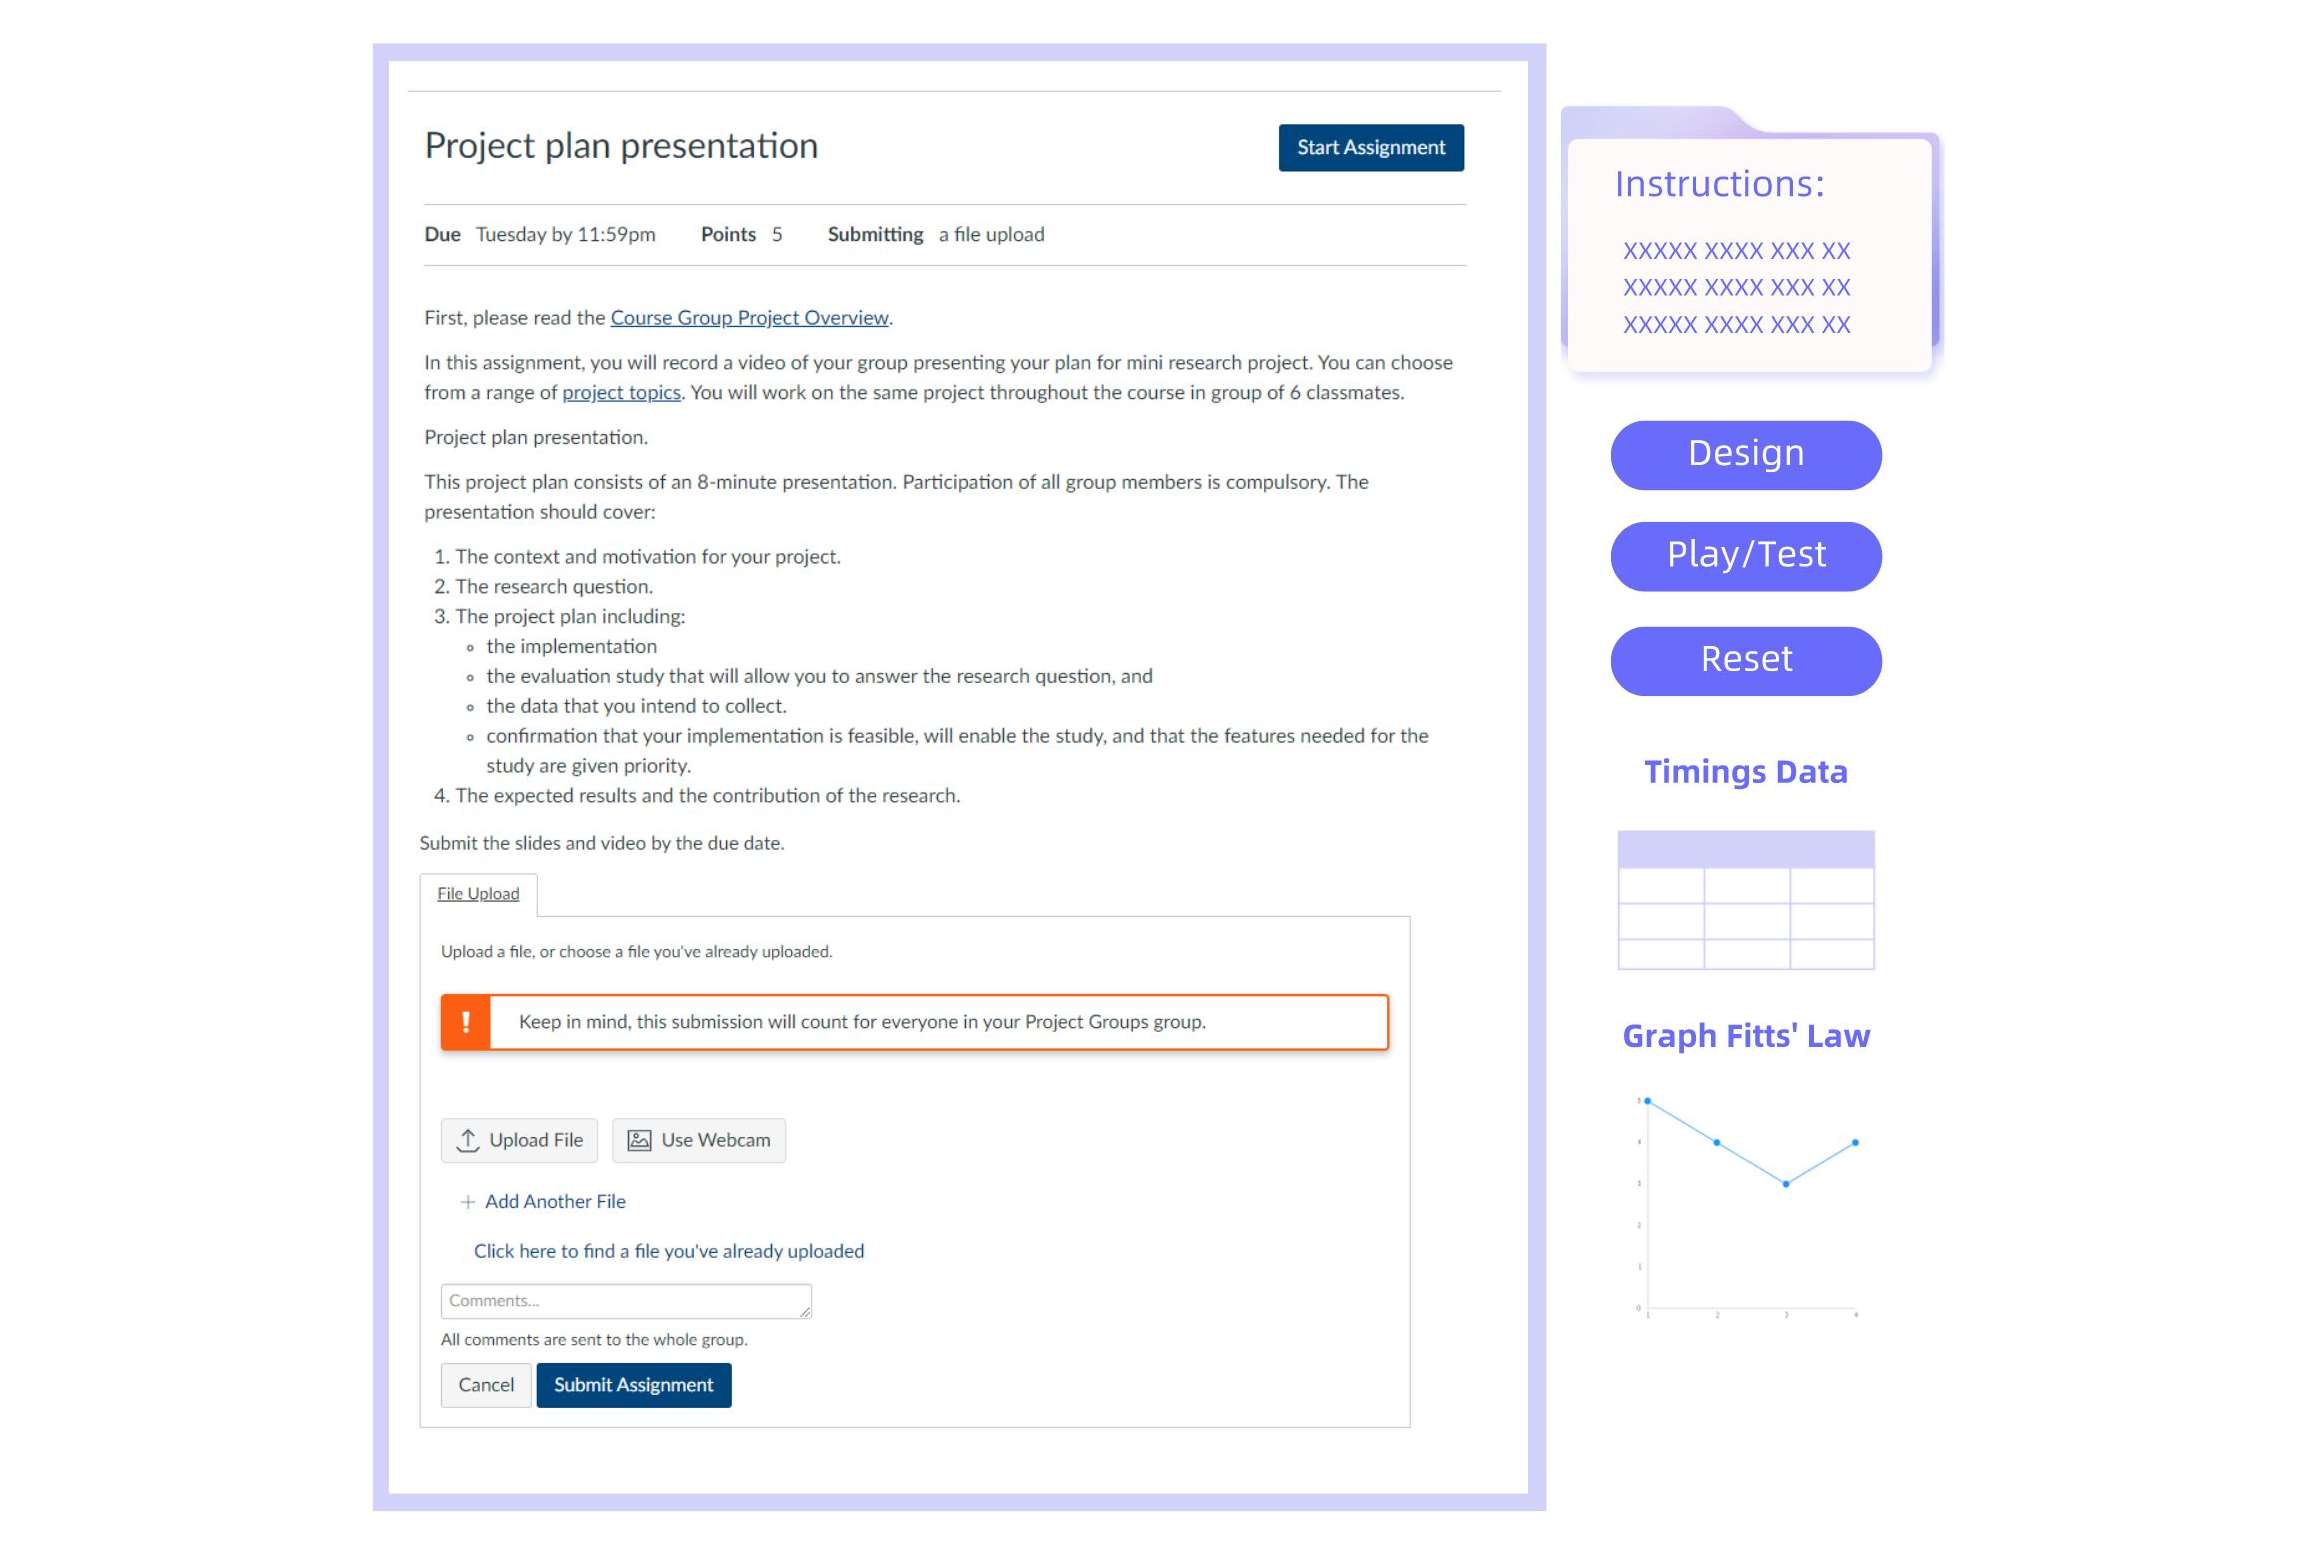 Project plan presentation
Start Assignment
Due Tuesday by 11:59pm Points 5 Submitting a file upload
First, please read the Course Group Project Overview.
In this assignment, you will record a video of your group presenting your plan for mini research project. You can choose
from a range of project topics. You will work on the same project throughout the course in group of 6 classmates.
Project plan presentation.
This project plan consists of an 8-minute presentation. Participation of all group members is compulsory. The
presentation should cover:
1. The context and motivation for your project.
2. The research question.
3. The project plan including:
the implementation
the evaluation study that will allow you to answer the research question, and
the data that you intend to collect.
confirmation that your implementation is feasible, will enable the study, and that the features needed for the
study are given priority.
4. The expected results and the contribution of the research.
Submit the slides and video by the due date.
File Upload
Upload a file, or choose a file you've already uploaded.
! Keep in mind, this submission will count for everyone in your Project Groups group.
Upload File Use Webcam
+ Add Another File
Click here to find a file you've already uploaded
Comments...
All comments are sent to the whole group.
Cancel Submit Assignment
Instructions:
XXXXX XXXX XXX XX
XXXXX XXXX XXX XX
XXXXX XXXX XXX XX
Design
Play/Test
Reset
Timings Data
Graph Fitts' Law
5
4
3
2
1
0
1 2 3 4